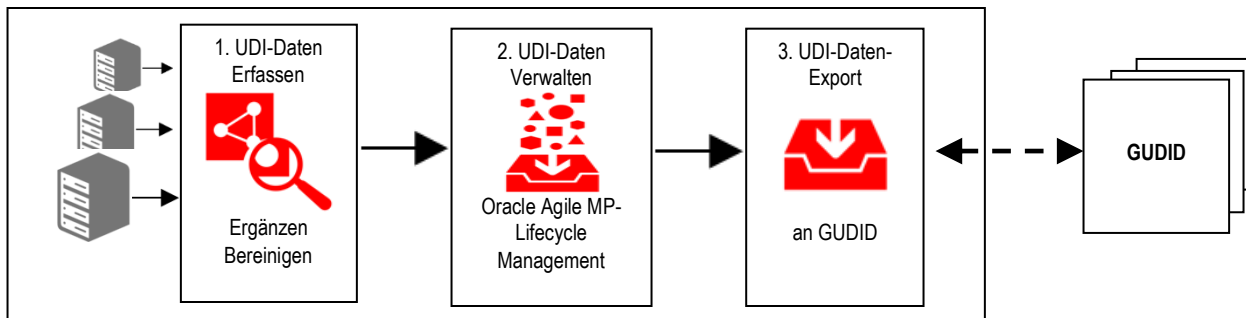 1. UDI-Daten
Erfassen
Ergänzen
Bereinigen
2. UDI-Daten
Verwalten
Oracle Agile MP-
Lifecycle
Management
3. UDI-Daten-
Export
an GUDID
GUDID